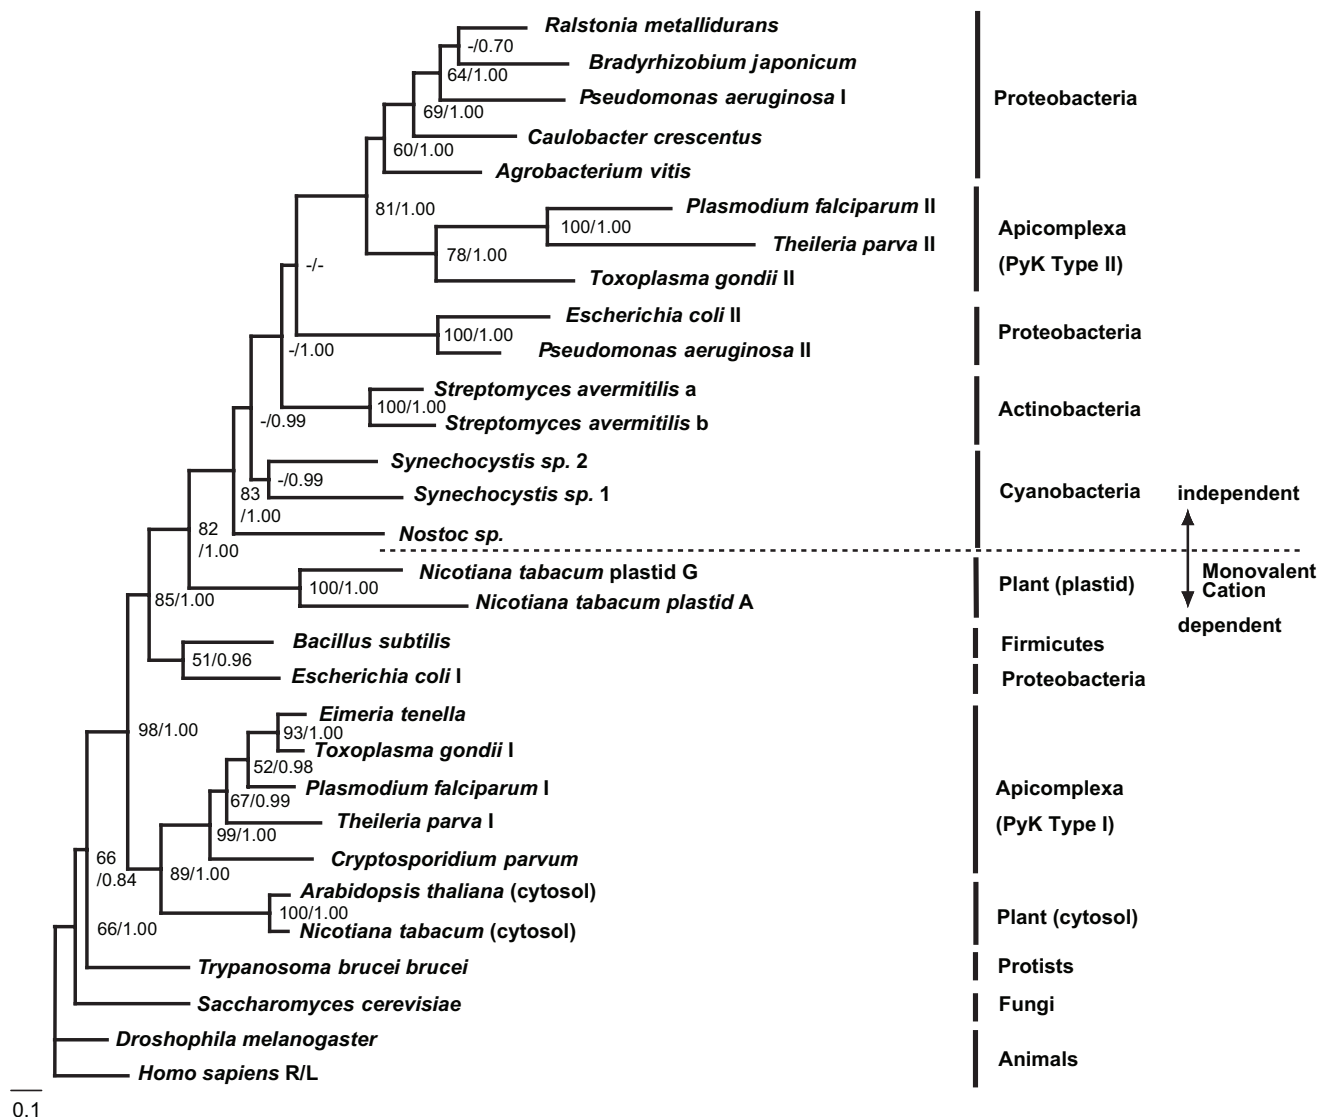 Ralstonia metallidurans
-/0.70
Bradyrhizobium japonicum
64/1.00
Pseudomonas aeruginosa I
Proteobacteria
69/1.00
Caulobacter crescentus
60/1.00
Agrobacterium vitis
81/1.00
Plasmodium falciparum II
100/1.00
Apicomplexa
Theileria parva II
78/1.00
(PyK Type II)
-/-
Toxoplasma gondii II
Escherichia coli II
100/1.00
Proteobacteria
-/1.00
Pseudomonas aeruginosa II
Streptomyces avermitilis a
100/1.00
Actinobacteria
-/0.99
Streptomyces avermitilis b
Synechocystis sp. 2
-/0.99
83
/1.00
Synechocystis sp. 1
Cyanobacteria
independent
82
/1.00
Nostoc sp.
Nicotiana tabacum plastid G
Monovalent
Cation
100/1.00
Plant (plastid)
85/1.00
Nicotiana tabacum plastid A
dependent
Bacillus subtilis
Firmicutes
51/0.96
Escherichia coli I
Proteobacteria
Eimeria tenella
98/1.00
93/1.00
Toxoplasma gondii I
52/0.98
Plasmodium falciparum I
Apicomplexa
67/0.99
Theileria parva I
(PyK Type I)
99/1.00
66
/0.84
Cryptosporidium parvum
89/1.00
Arabidopsis thaliana (cytosol)
100/1.00
Plant (cytosol)
66/1.00
Nicotiana tabacum (cytosol)
Trypanosoma brucei brucei
Protists
Saccharomyces cerevisiae
Fungi
Droshophila melanogaster
Animals
Homo sapiens R/L
0.1